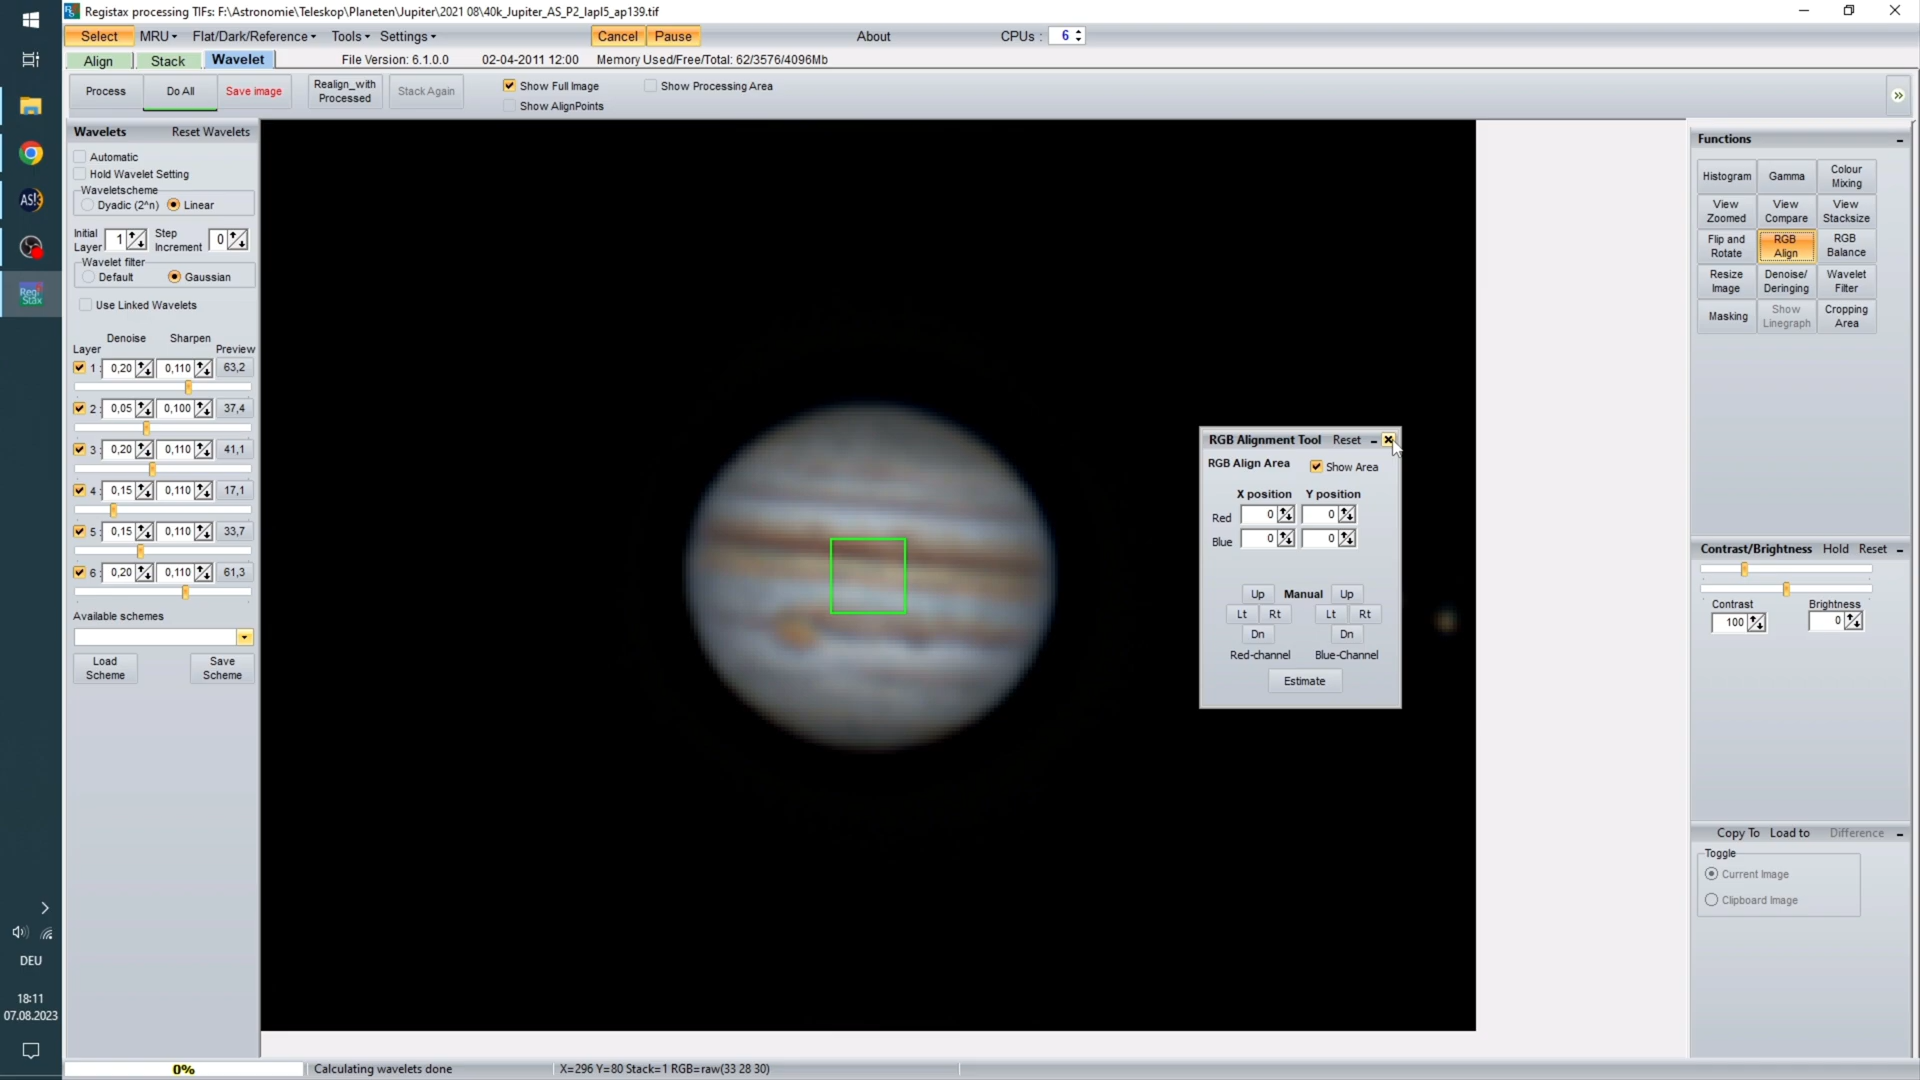 Registax processing TIFs: F:\Astronomie\Teleskop\Planeten\Jupiter\2021 08\40k_Jupiter_AS_P2_lapl5_ap139.tif
Select MRU Flat/Dark/Reference Tools Settings Cancel Pause About CPUs : 6
Align Stack Wavelet File Version: 6.1.0.0 02-04-2011 12:00 Memory Used/Free/Total: 62/3576/4096Mb
Process Do All Save image Realign_with Processed Stack Again
Show Full Image Show Processing Area
Show AlignPoints
Wavelets Reset Wavelets
Automatic
Hold Wavelet Setting
Waveletscheme
Dyadic (2^n) Linear
Initial Layer 1 Step Increment 0
Wavelet filter
Default Gaussian
Use Linked Wavelets
Denoise Sharpen
Layer Preview
1 : 0,20 0,110 63,2
2 : 0,05 0,100 37,4
3 : 0,20 0,110 41,1
4 : 0,15 0,110 17,1
5 : 0,15 0,110 33,7
6 : 0,20 0,110 61,3
Available schemes
Load Scheme Save Scheme
RGB Alignment Tool Reset
RGB Align Area Show Area
X position Y position
Red 0 0
Blue 0 0
Up Manual Up
Lt Rt Lt Rt
Dn Dn
Red-channel Blue-Channel
Estimate
Functions
Histogram Gamma Colour Mixing
View Zoomed View Compare View Stacksize
Flip and Rotate RGB Align RGB Balance
Resize Image Denoise/ Deringing Wavelet Filter
Masking Show Linegraph Cropping Area
Contrast/Brightness Hold Reset
Contrast Brightness
100 0
Copy To Load to Difference
Toggle
Current Image
Clipboard Image
AS!3
Regi Stax
DEU
18:11
07.08.2023
0% Calculating wavelets done X=296 Y=80 Stack=1 RGB=raw(33 28 30)